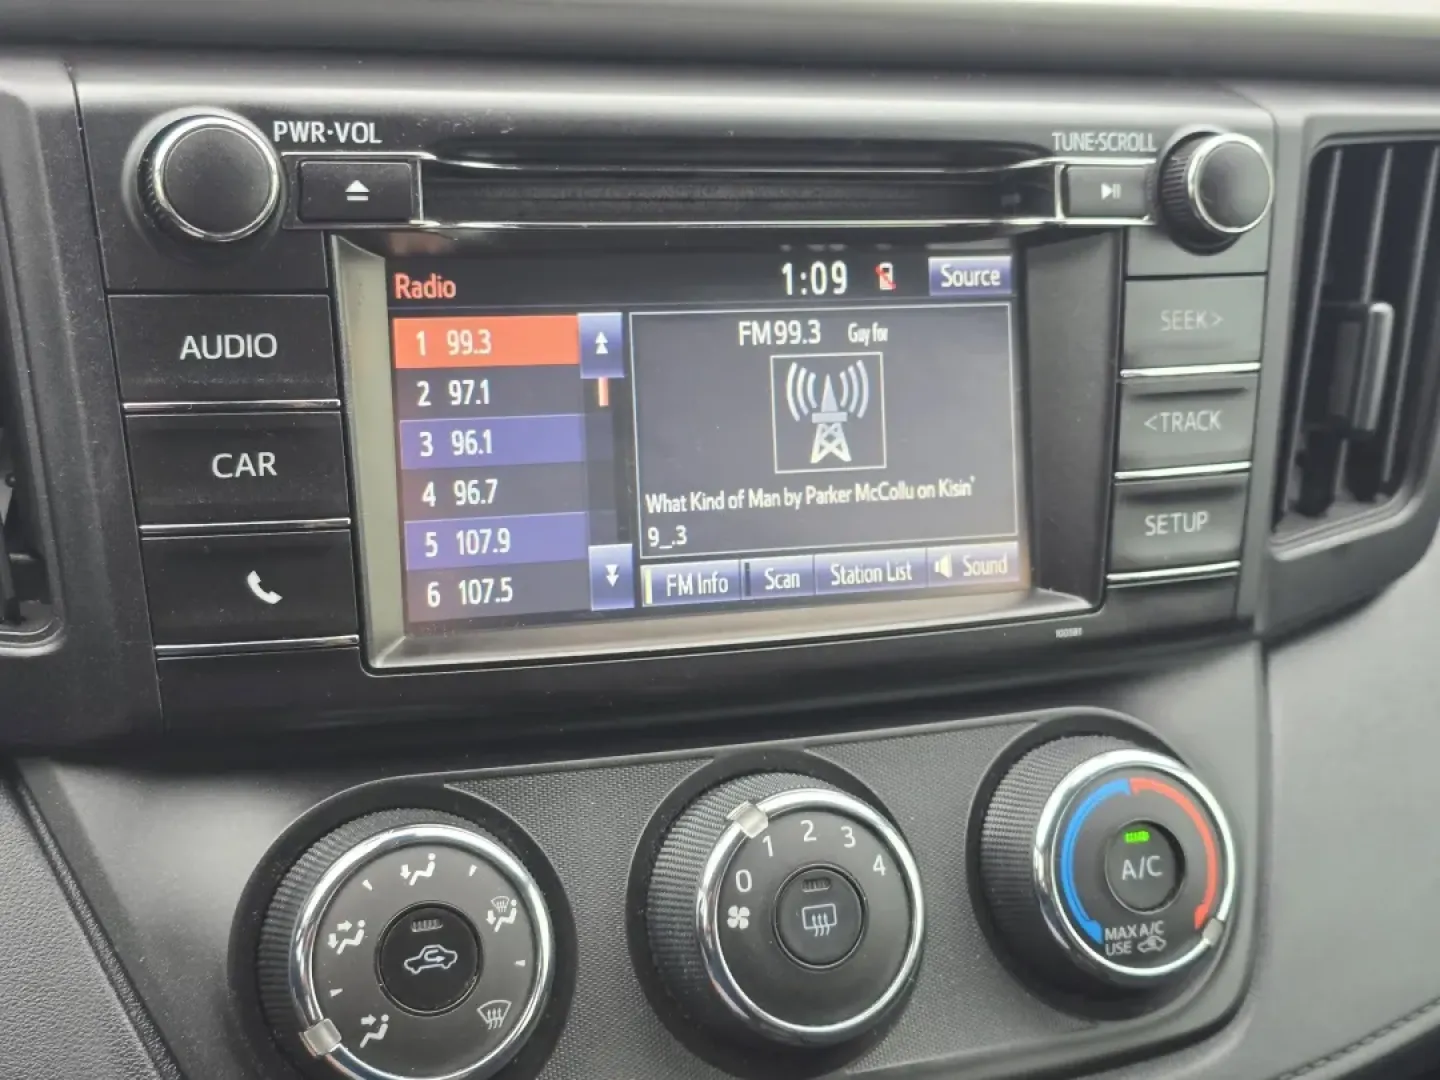 PWR·VOL
TUNE·SCROLL
Radio
1:09
Source
AUDIO
CAR
1 99.3
2 97.1
3 96.1
4 96.7
5 107.9
6 107.5
FM99.3 Guy for
What Kind of Man by Parker McCollu on Kisin'
9_.3
FM Info
Scan
Station List
Sound
SEEK>
<TRACK
SETUP
100581
0 1 2 3 4
A/C
MAX A/C
USE